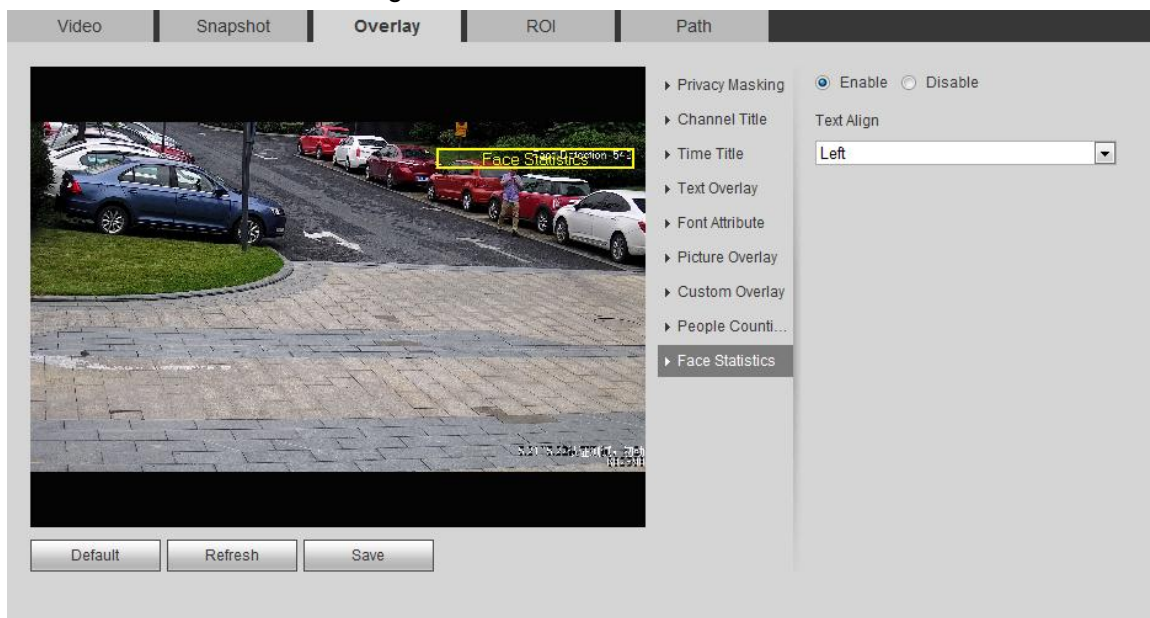 Video Snapshot Overlay ROI Path
Privacy Masking
Channel Title
Time Title
Text Overlay
Font Attribute
Picture Overlay
Custom Overlay
People Counti...
Face Statistics
Enable Disable
Text Align
Left
Face Statistics
Default Refresh Save